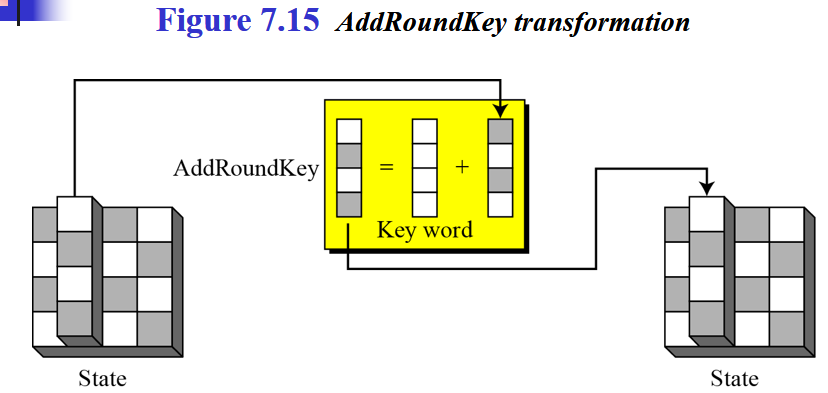 Figure 7.15 AddRoundKey transformation
AddRoundKey
=
+
Key word
State
State